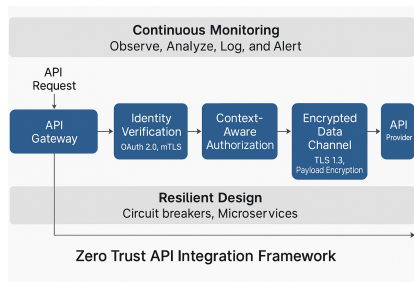 Continuous Monitoring
Observe, Analyze, Log, and Alert
API
Request
API
Gateway
Identity
Verification
OAuth 2.0, mTLS
Context-
Aware
Authorization
Encrypted
Data
Channel
TLS 1.3,
Payload Encryption
API
Provider
Resilient Design
Circuit breakers, Microservices
Zero Trust API Integration Framework